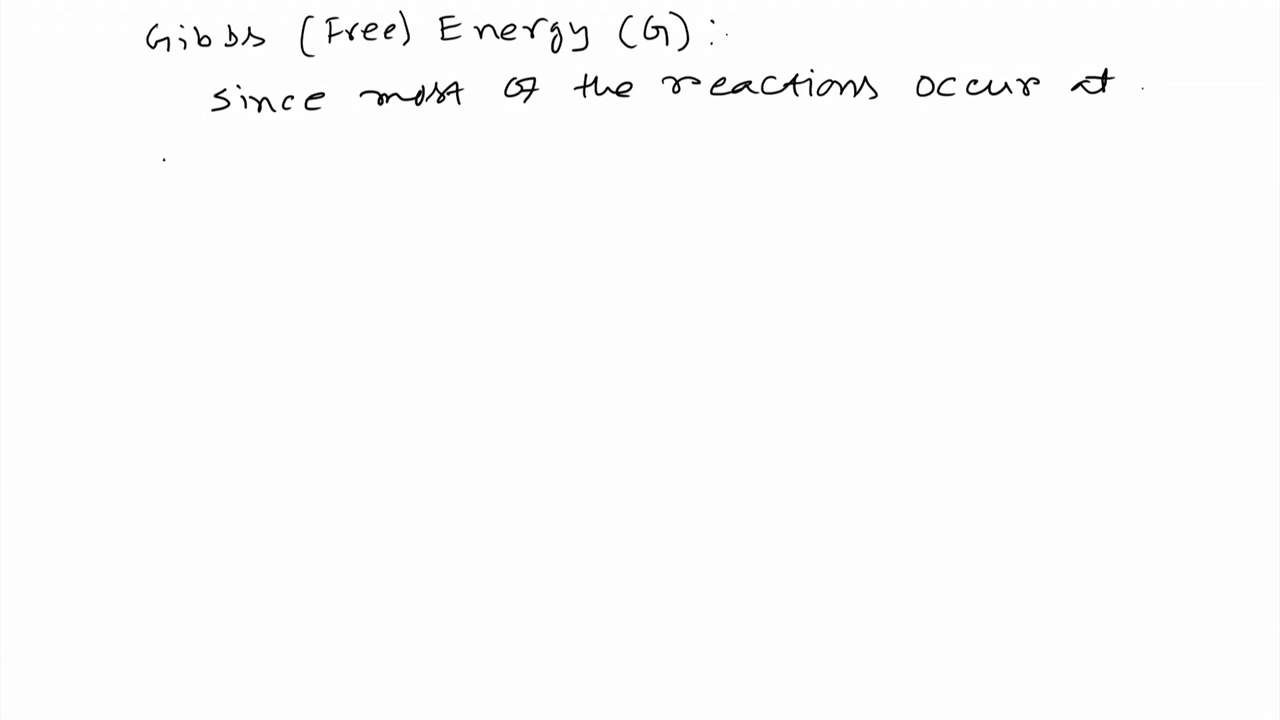 Gibbs (Free) Energy (G):
since most of the reactions occur at